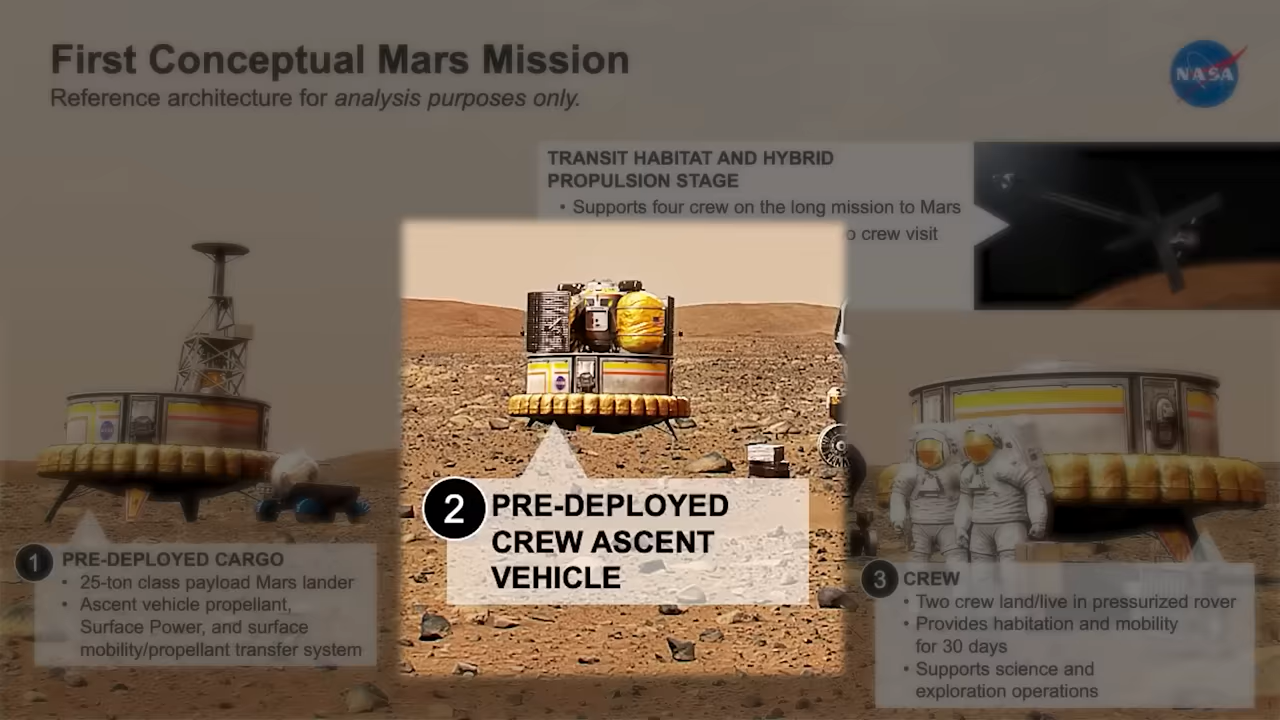 First Conceptual Mars Mission
Reference architecture for analysis purposes only.
NASA
TRANSIT HABITAT AND HYBRID
PROPULSION STAGE
• Supports four crew on the long mission to Mars
crew visit
2 PRE-DEPLOYED
CREW ASCENT
VEHICLE
1 PRE-DEPLOYED CARGO
• 25-ton class payload Mars lander
• Ascent vehicle propellant,
Surface Power, and surface
mobility/propellant transfer system
3 CREW
• Two crew land/live in pressurized rover
• Provides habitation and mobility
for 30 days
• Supports science and
exploration operations